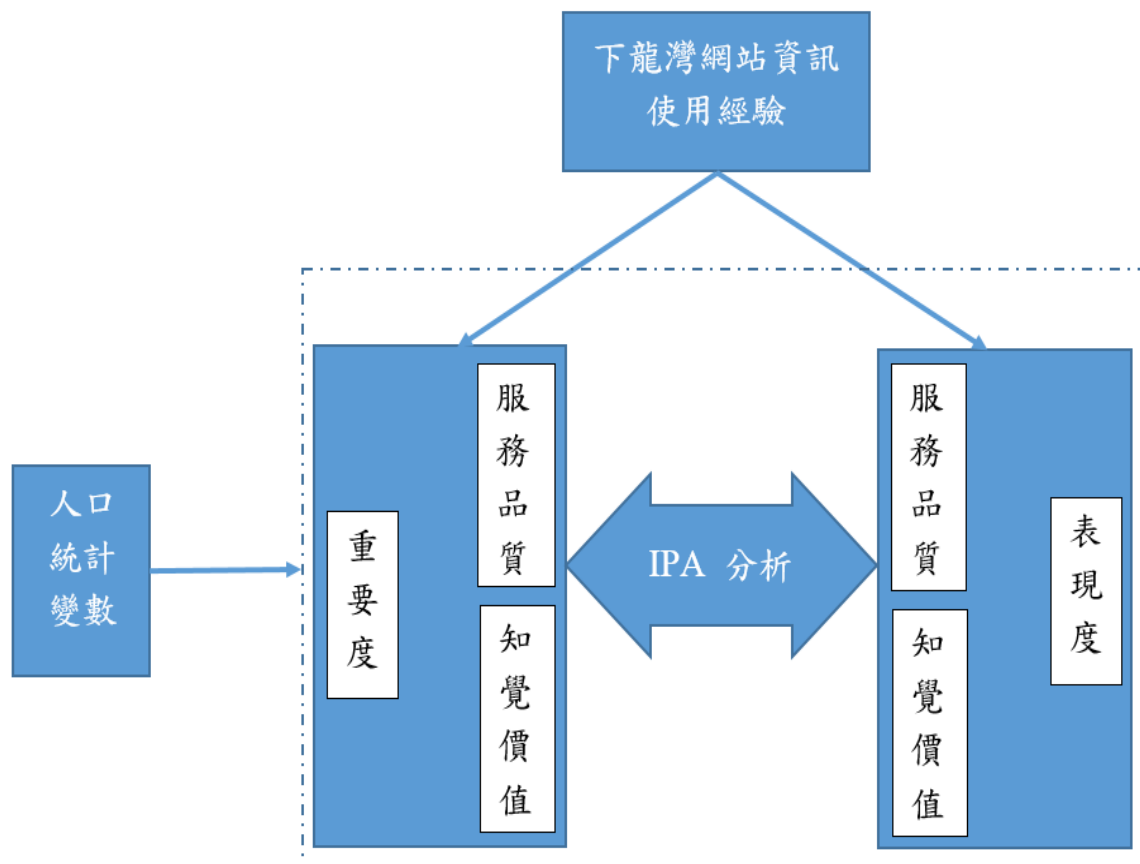 下龍灣網站資訊
使用經驗
人口
統計
變數
重要度
服務品質
知覺價值
IPA 分析
服務品質
知覺價值
表現度